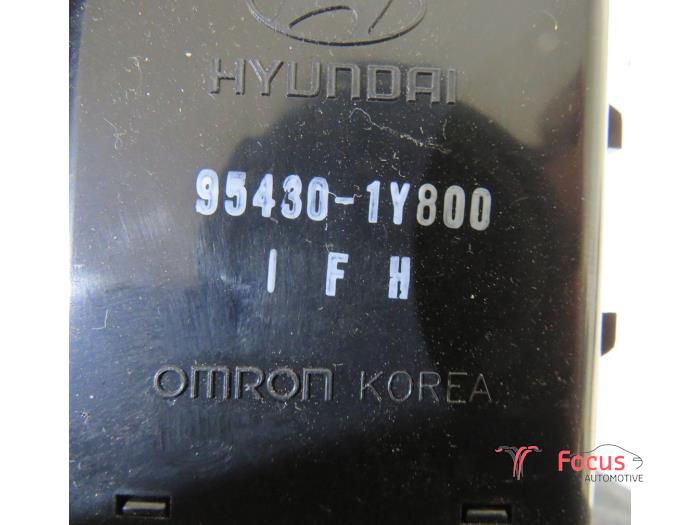 HYUNDAI
95430-1Y800
I F H
OMRON KOREA
Focus
AUTOMOTIVE